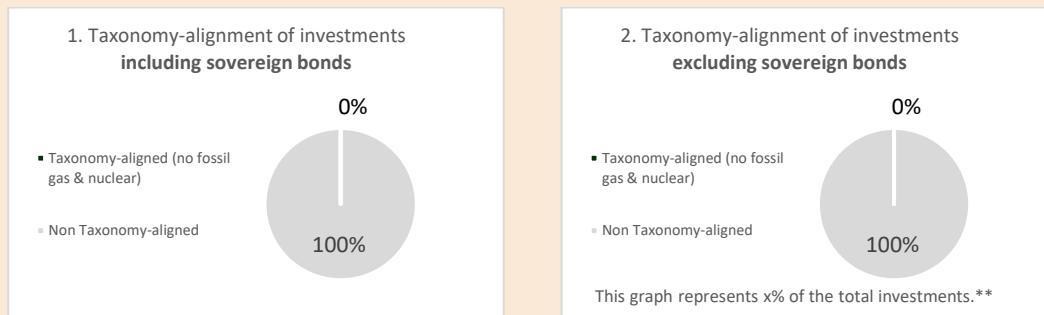 1. Taxonomy-alignment of investments
including sovereign bonds
0%
Taxonomy-aligned (no fossil
gas & nuclear)
Non Taxonomy-aligned
100%
2. Taxonomy-alignment of investments
excluding sovereign bonds
0%
Taxonomy-aligned (no fossil
gas & nuclear)
Non Taxonomy-aligned
100%
This graph represents x% of the total investments.**